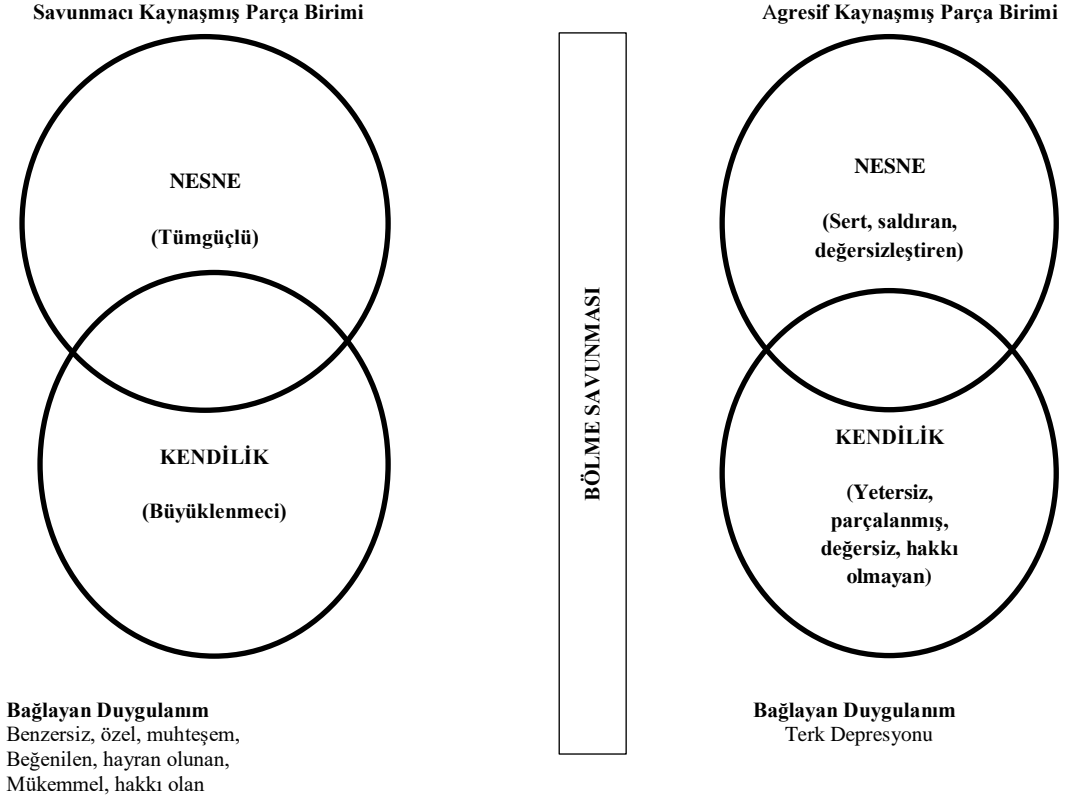 Savunmacı Kaynaşmış Parça Birimi
NESNE
(Tümgüçlü)
KENDİLİK
(Büyüklenmeci)
Bağlayan Duygulanım
Benzersiz, özel, muhteşem,
Beğenilen, hayran olunan,
Mükemmel, hakkı olan
BÖLME SAVUNMASI
Agresif Kaynaşmış Parça Birimi
NESNE
(Sert, saldıran,
değersizleştiren)
KENDİLİK
(Yetersiz,
parçalanmış,
değersiz, hakkı
olmayan)
Bağlayan Duygulanım
Terk Depresyonu